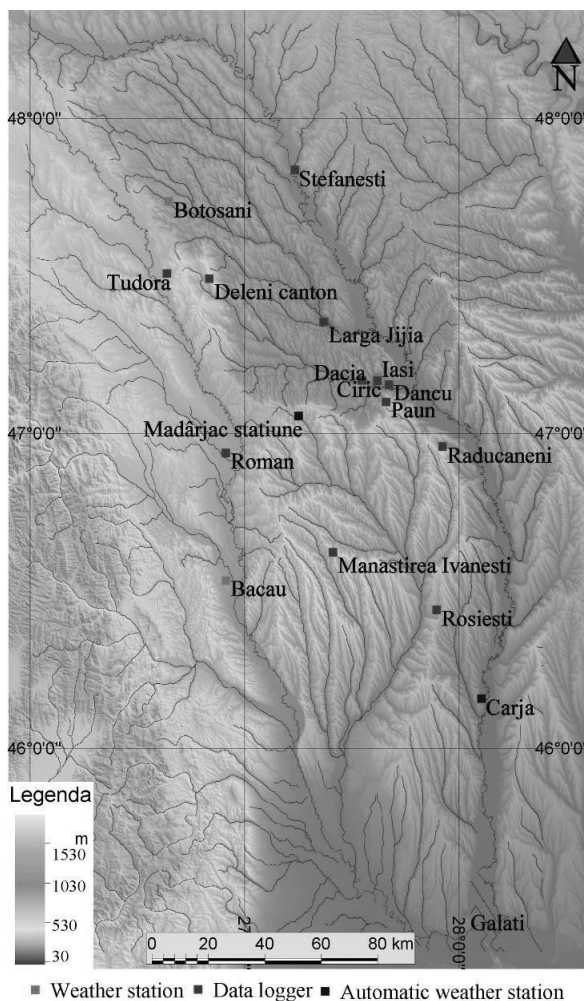 N
48°0'0"
48°0'0"
Stefanesti
Botosani
Tudora
Deleni canton
Larga Jijia
Dacia
Iasi
Ciric
Dancu
Paun
Madârjac statiune
47°0'0"
47°0'0"
Roman
Raducaneni
Manastirea Ivanesti
Bacau
Rosiesti
Carja
46°0'0"
46°0'0"
Legenda
m
1530
1030
530
30
27
28°0'0"
Galati
0 20 40 60 80 km
Weather station Data logger Automatic weather station